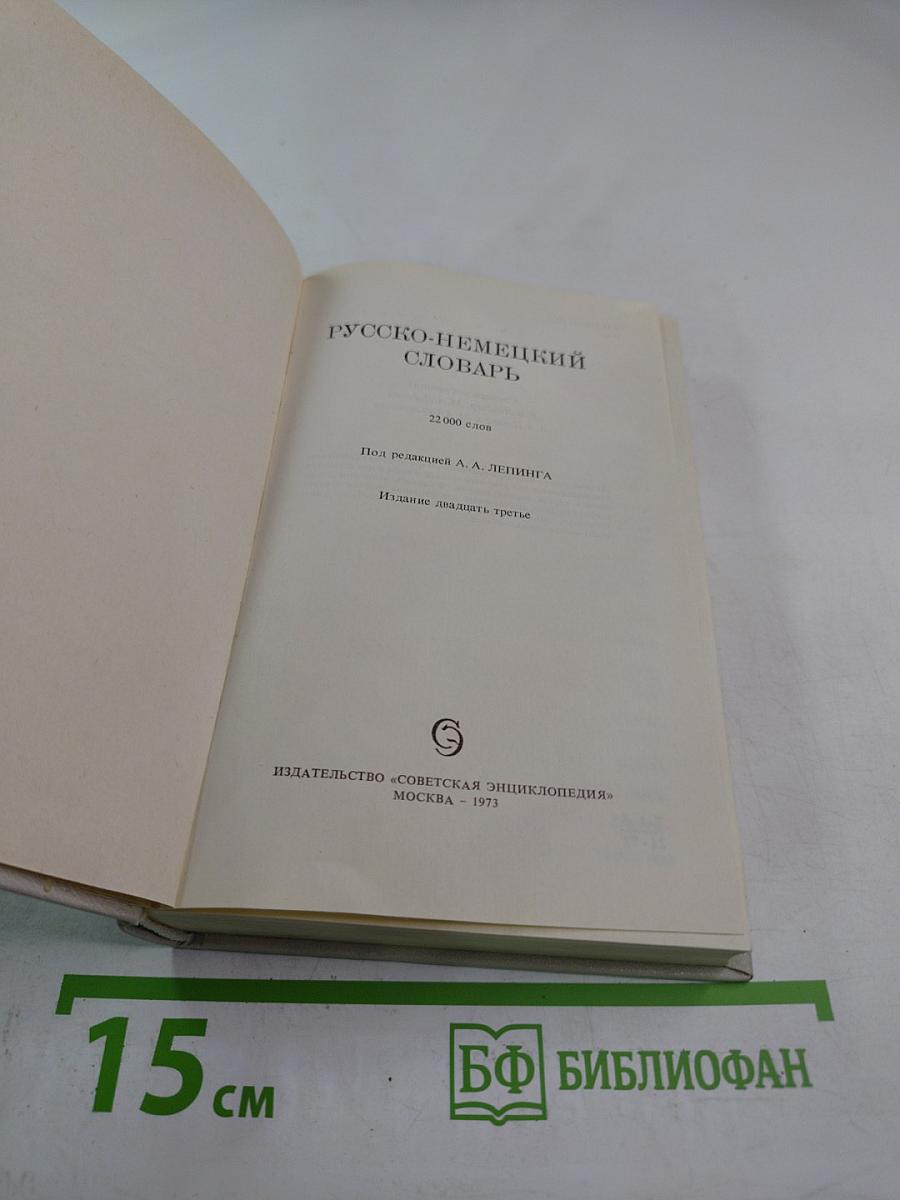 РУССКО-НЕМЕЦКИЙ
СЛОВАРЬ
22 000 слов
Под редакцией А. А. ЛЕПИНГА
Издание двадцать третье
СЭ
ИЗДАТЕЛЬСТВО «СОВЕТСКАЯ ЭНЦИКЛОПЕДИЯ»
МОСКВА – 1973
15 см
БФ БИБЛИОФАН